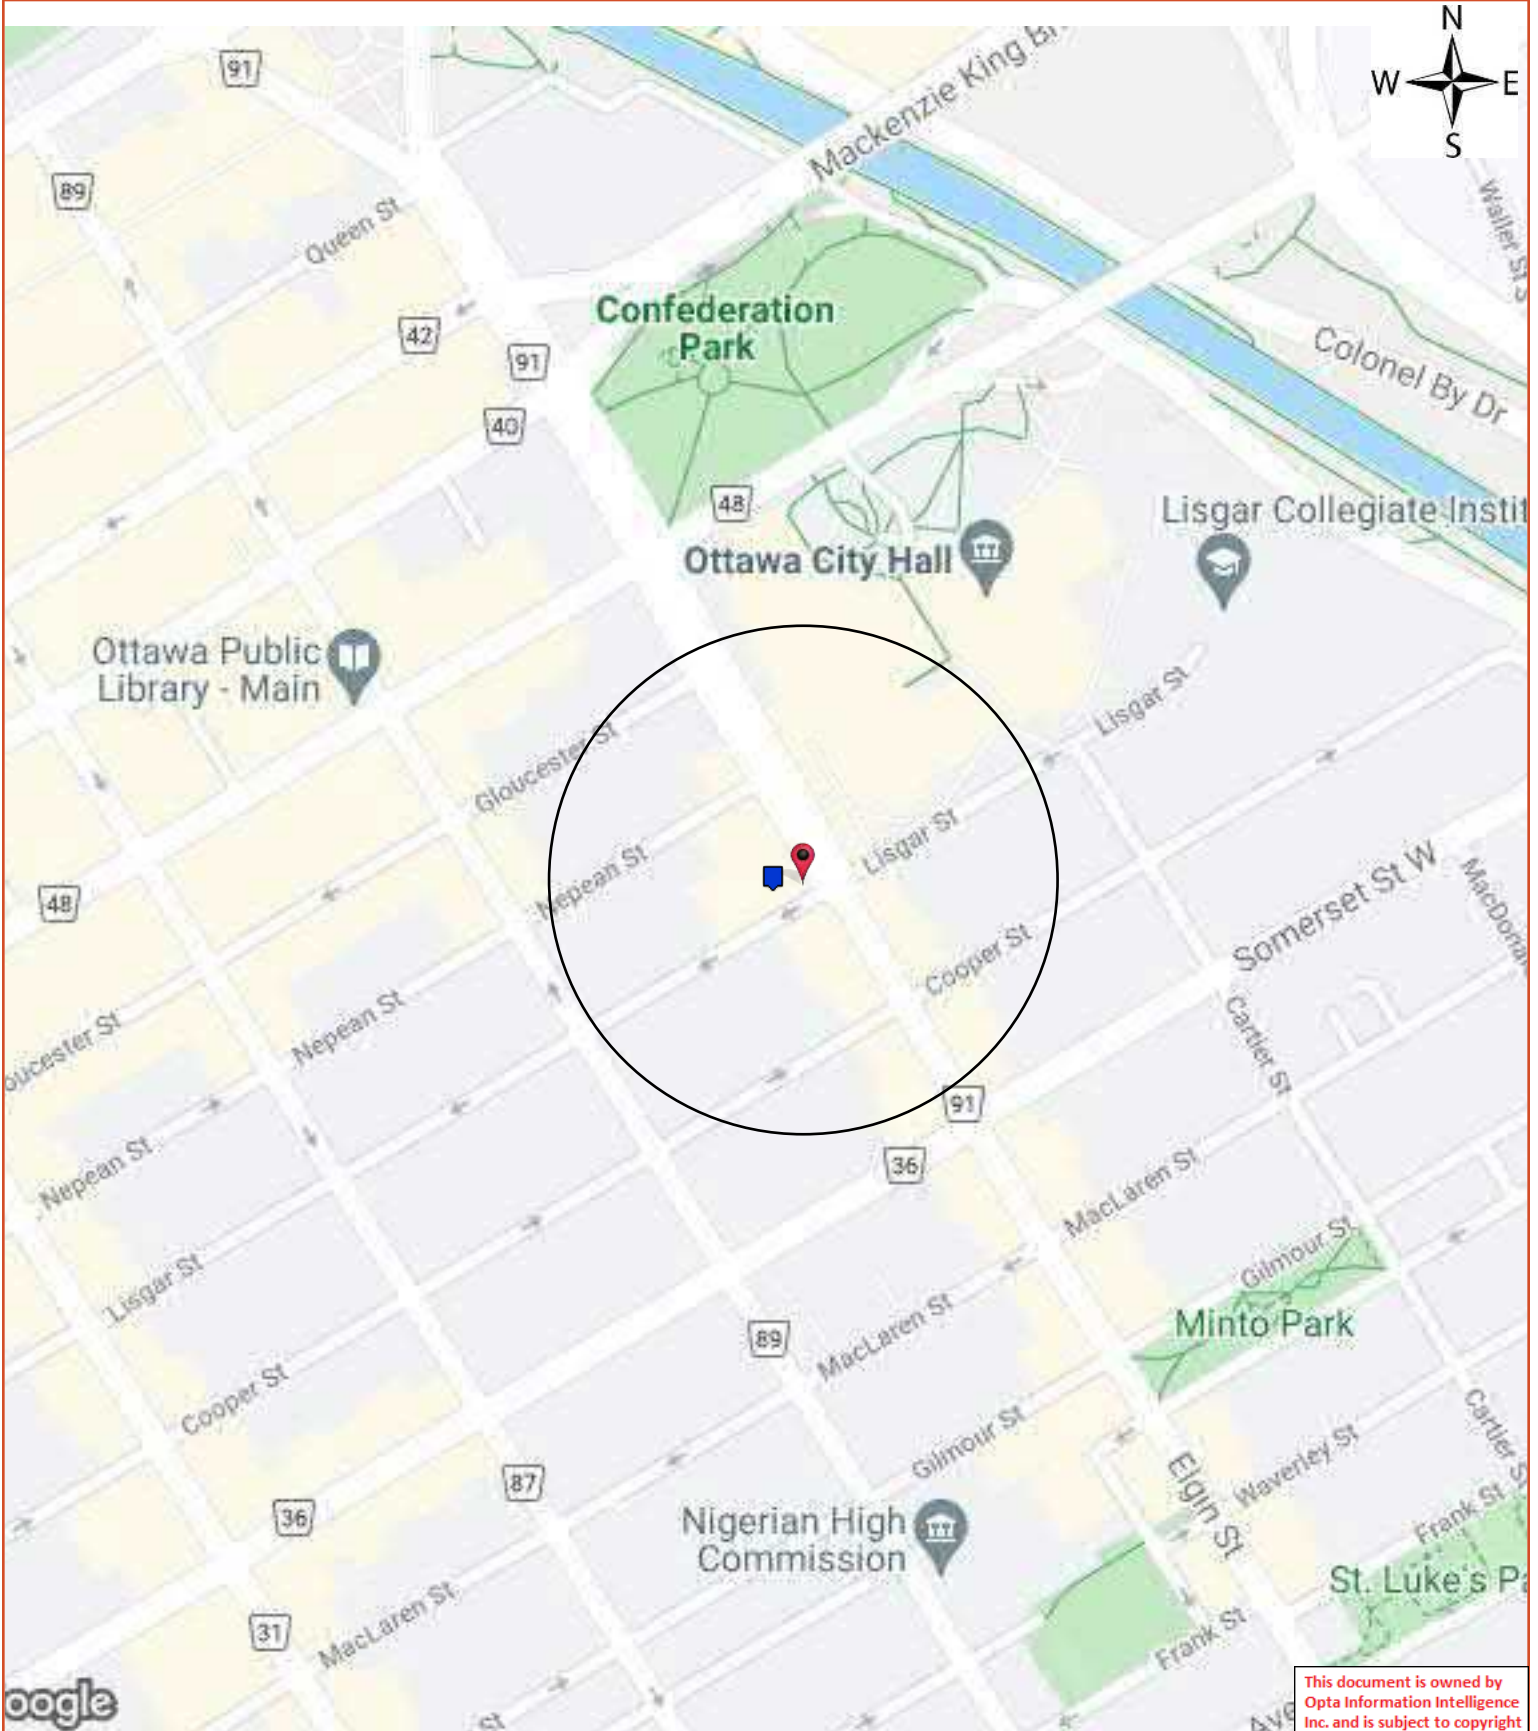 N
W E
S
91
Mackenzie King Br
89
Queen St
Waller St S
Confederation
Park
42
91
Colonel By Dr
40
48
Lisgar Collegiate Instit
Ottawa City Hall
Ottawa Public
Library - Main
Lisgar St
Gloucester St
Lisgar St
Nepean St
48
Somerset St W
MacDonal
Cooper St
Nepean St
oucester St
Cartier St
91
Nepean St
36
MacLaren St
Lisgar St
Gilmour St
Minto Park
89
MacLaren St
Cooper St
Gilmour St
Cartier S
87
Elgin St
Waverley St
36
Nigerian High
Commission
Frank St
St. Luke's Pa
31
MacLaren St
Frank St
oogle
St
Ave
This document is owned by
Opta Information Intelligence
Inc. and is subject to copyright